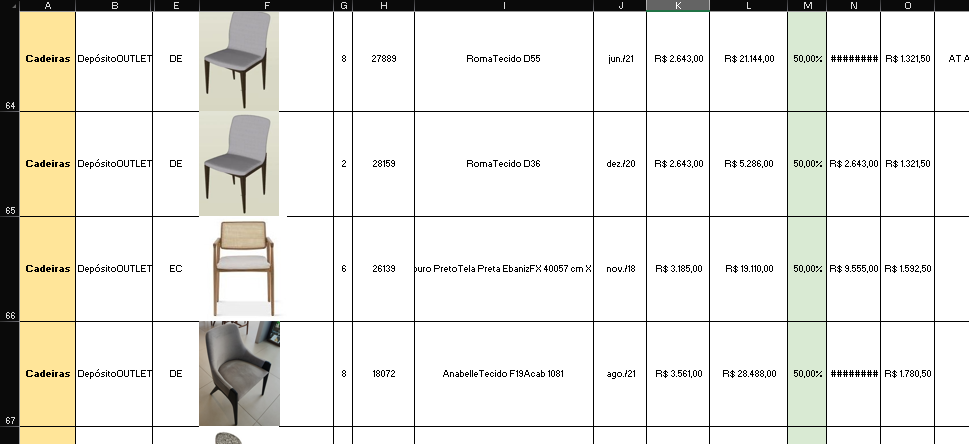 A B E F G H I J K L M N O
64 Cadeiras DepósitoOUTLET DE 8 27889 RomaTecido D55 jun./21 R$ 2.643,00 R$ 21.144,00 50,00% ######## R$ 1.321,50 AT A
65 Cadeiras DepósitoOUTLET DE 2 28159 RomaTecido D36 dez./20 R$ 2.643,00 R$ 5.286,00 50,00% R$ 2.643,00 R$ 1.321,50
66 Cadeiras DepósitoOUTLET EC 6 26139 ouro PretoTela Preta EbanizFX 40057 cm X nov./18 R$ 3.185,00 R$ 19.110,00 50,00% R$ 9.555,00 R$ 1.592,50
67 Cadeiras DepósitoOUTLET DE 8 18072 AnabelleTecido F19Acab 1081 ago./21 R$ 3.561,00 R$ 28.488,00 50,00% ######## R$ 1.780,50